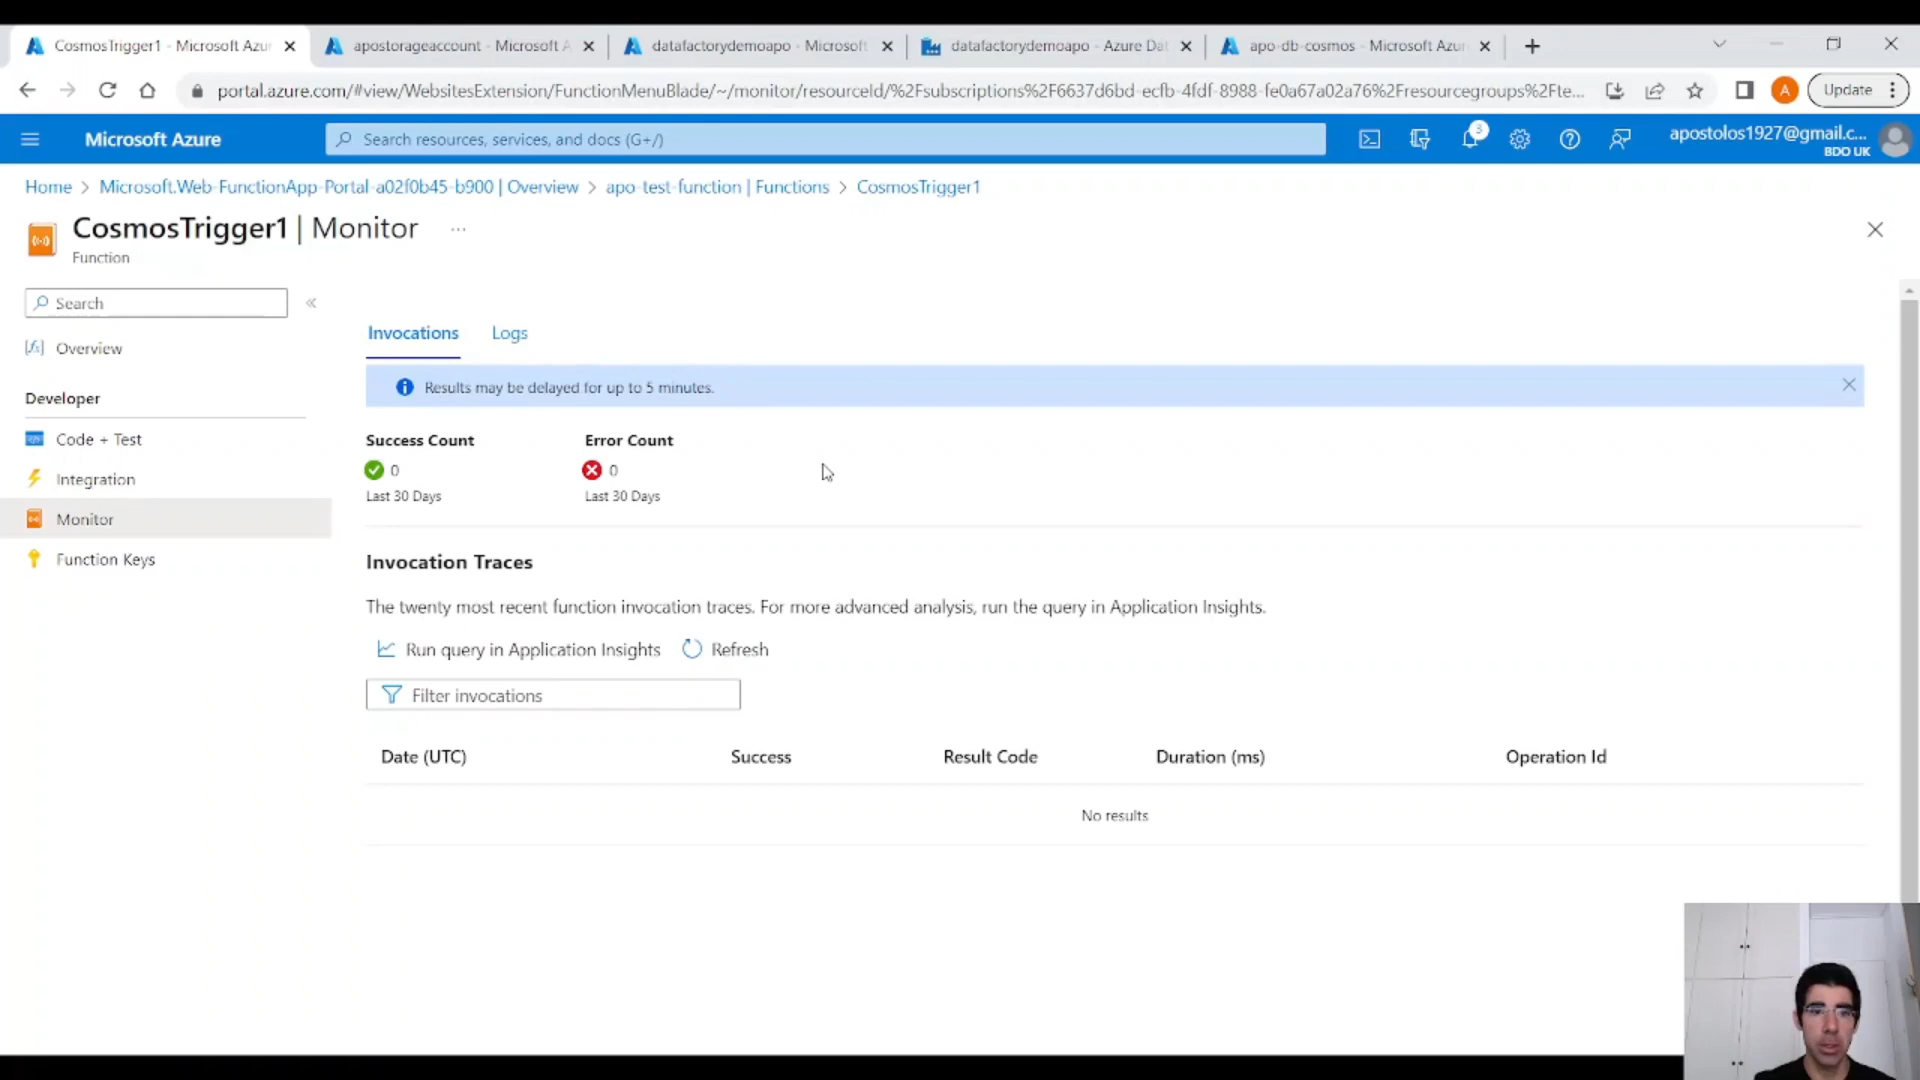 CosmosTrigger1 - Microsoft Azu
apostorageaccount - Microsoft A
datafactorydemoapo - Microsoft
datafactorydemoapo - Azure Dat
apo-db-cosmos - Microsoft Azur
portal.azure.com/#view/WebsitesExtension/FunctionMenuBlade/~/monitor/resourceId/%2Fsubscriptions%2F6637d6bd-ecfb-4fdf-8988-fe0a67a02a76%2Fresourcegroups%2Fte...
A
Update
Microsoft Azure
Search resources, services, and docs (G+/)
3
apostolos1927@gmail.c...
BDO UK
Home > Microsoft.Web-FunctionApp-Portal-a02f0b45-b900 | Overview > apo-test-function | Functions > CosmosTrigger1
CosmosTrigger1 | Monitor ...
Function
Search
«
Overview
Developer
Code + Test
Integration
Monitor
Function Keys
Invocations
Logs
Results may be delayed for up to 5 minutes.
Success Count
Error Count
0
0
Last 30 Days
Last 30 Days
Invocation Traces
The twenty most recent function invocation traces. For more advanced analysis, run the query in Application Insights.
Run query in Application Insights
Refresh
Filter invocations
Date (UTC)
Success
Result Code
Duration (ms)
Operation Id
No results